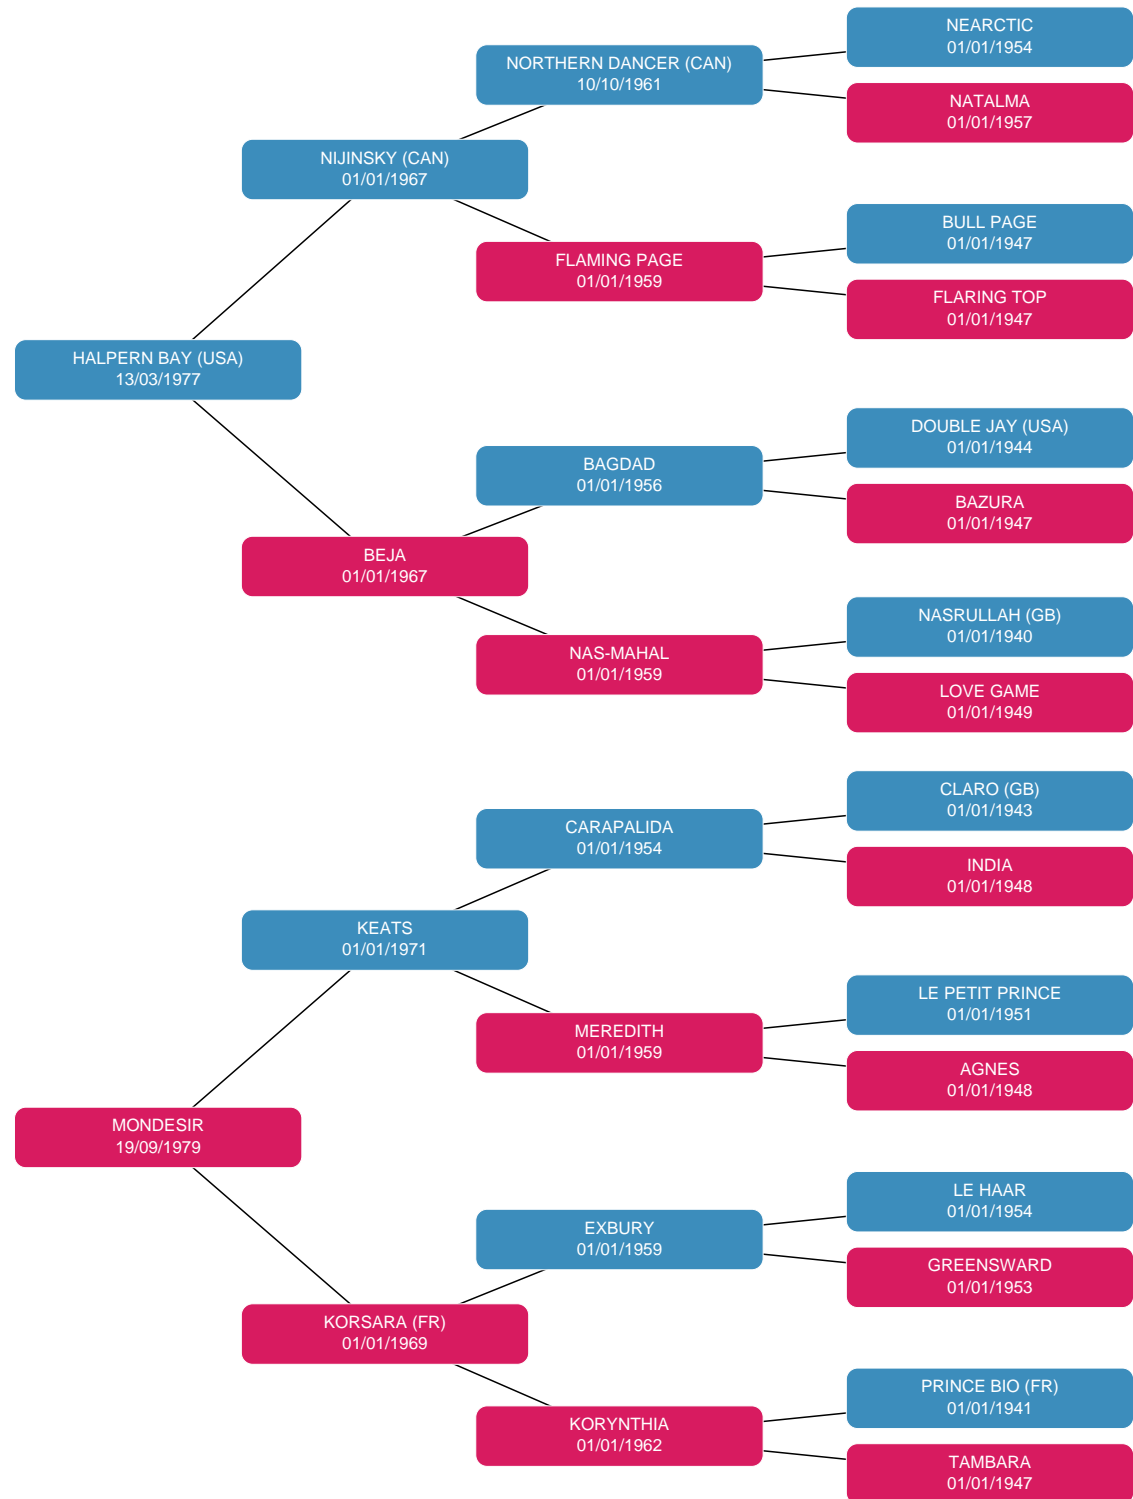 NEARCTIC
01/01/1954
NORTHERN DANCER (CAN)
10/10/1961
NATALMA
01/01/1957
NIJINSKY (CAN)
01/01/1967
BULL PAGE
01/01/1947
FLAMING PAGE
01/01/1959
FLARING TOP
01/01/1947
HALPERN BAY (USA)
13/03/1977
DOUBLE JAY (USA)
01/01/1944
BAGDAD
01/01/1956
BAZURA
01/01/1947
BEJA
01/01/1967
NASRULLAH (GB)
01/01/1940
NAS-MAHAL
01/01/1959
LOVE GAME
01/01/1949
CLARO (GB)
01/01/1943
CARAPALIDA
01/01/1954
INDIA
01/01/1948
KEATS
01/01/1971
LE PETIT PRINCE
01/01/1951
MEREDITH
01/01/1959
AGNES
01/01/1948
MONDESIR
19/09/1979
LE HAAR
01/01/1954
EXBURY
01/01/1959
GREENSWARD
01/01/1953
KORSARA (FR)
01/01/1969
PRINCE BIO (FR)
01/01/1941
KORYNTHIA
01/01/1962
TAMBARA
01/01/1947